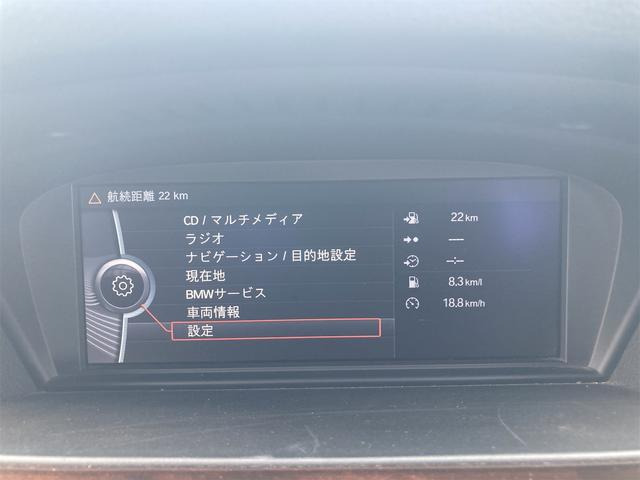 航続距離 22 km
CD / マルチメディア
ラジオ
ナビゲーション / 目的地設定
現在地
BMWサービス
車両情報
設定
22 km
----
--:--
8.3 km/l
18.8 km/h